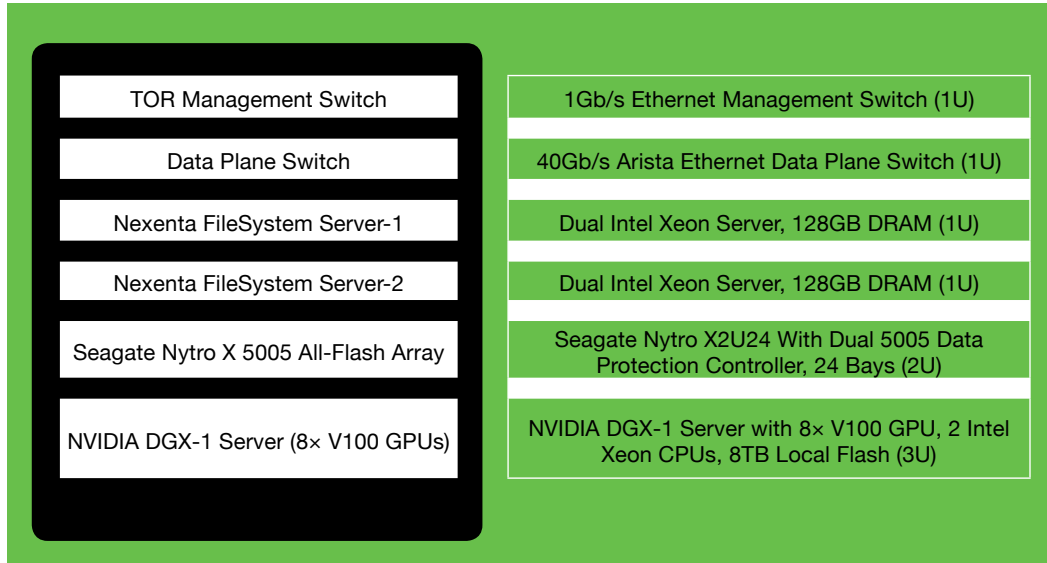 TOR Management Switch
1Gb/s Ethernet Management Switch (1U)
Data Plane Switch
40Gb/s Arista Ethernet Data Plane Switch (1U)
Nexenta FileSystem Server-1
Dual Intel Xeon Server, 128GB DRAM (1U)
Nexenta FileSystem Server-2
Dual Intel Xeon Server, 128GB DRAM (1U)
Seagate Nytro X 5005 All-Flash Array
Seagate Nytro X2U24 With Dual 5005 Data
Protection Controller, 24 Bays (2U)
NVIDIA DGX-1 Server (8× V100 GPUs)
NVIDIA DGX-1 Server with 8× V100 GPU, 2 Intel
Xeon CPUs, 8TB Local Flash (3U)